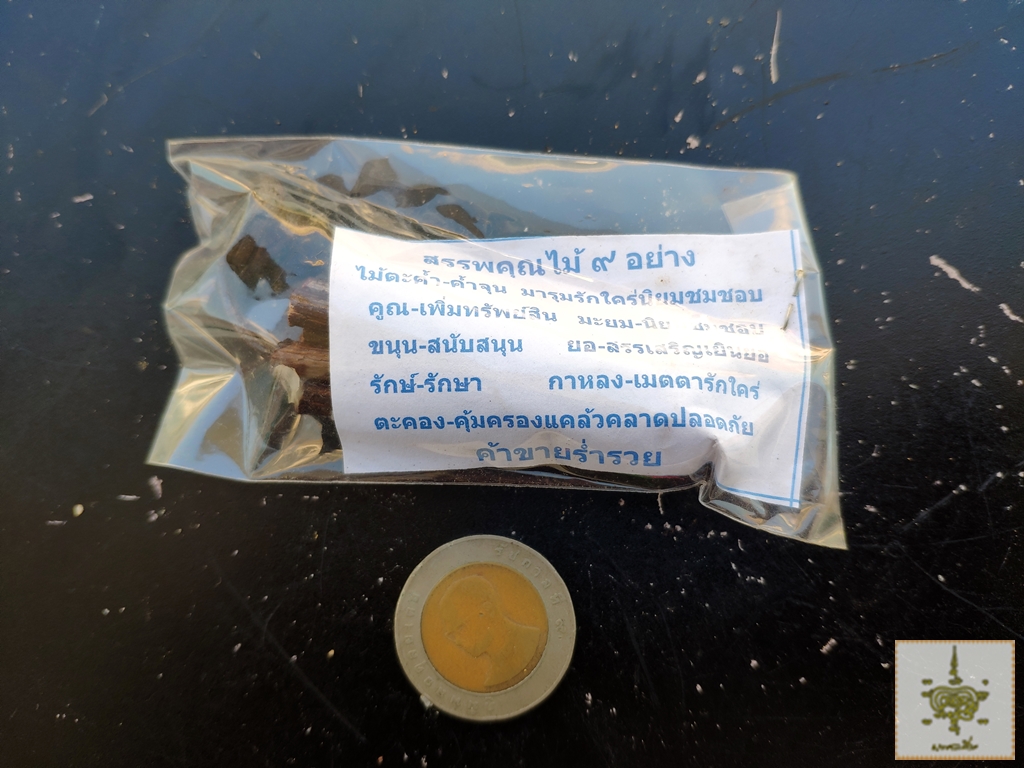 สรรพคุณไม้ ๙ อย่าง
ไม้ตะค้ำ-ค้ำจุน มารุมรักใคร่นิยมชมชอบ
คูณ-เพิ่มทรัพย์สิน มะยม-นิย
ขนุน-สนับสนุน ยอ-สรรเสริญเยินยอ
รักษ์-รักษา กาหลง-เมตตารักใคร่
ตะคอง-คุ้มครองแคล้วคลาดปลอดภัย
ค้าขายร่ำรวย